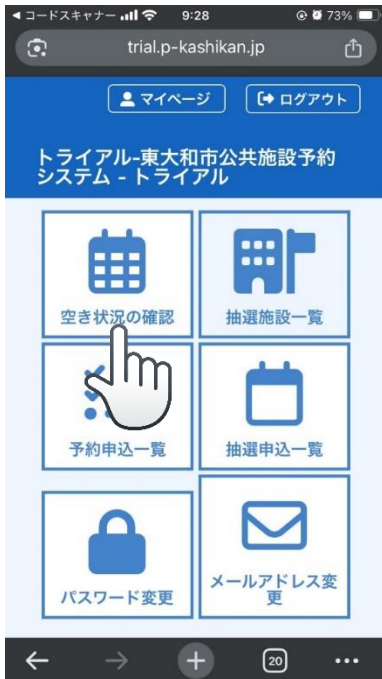 ◀コードスキャナー 9:28 73%
trial.p-kashikan.jp
マイページ ログアウト
トライアル-東大和市公共施設予約
システム - トライアル
空き状況の確認 抽選施設一覧
予約申込一覧 抽選申込一覧
パスワード変更 メールアドレス変
更
20